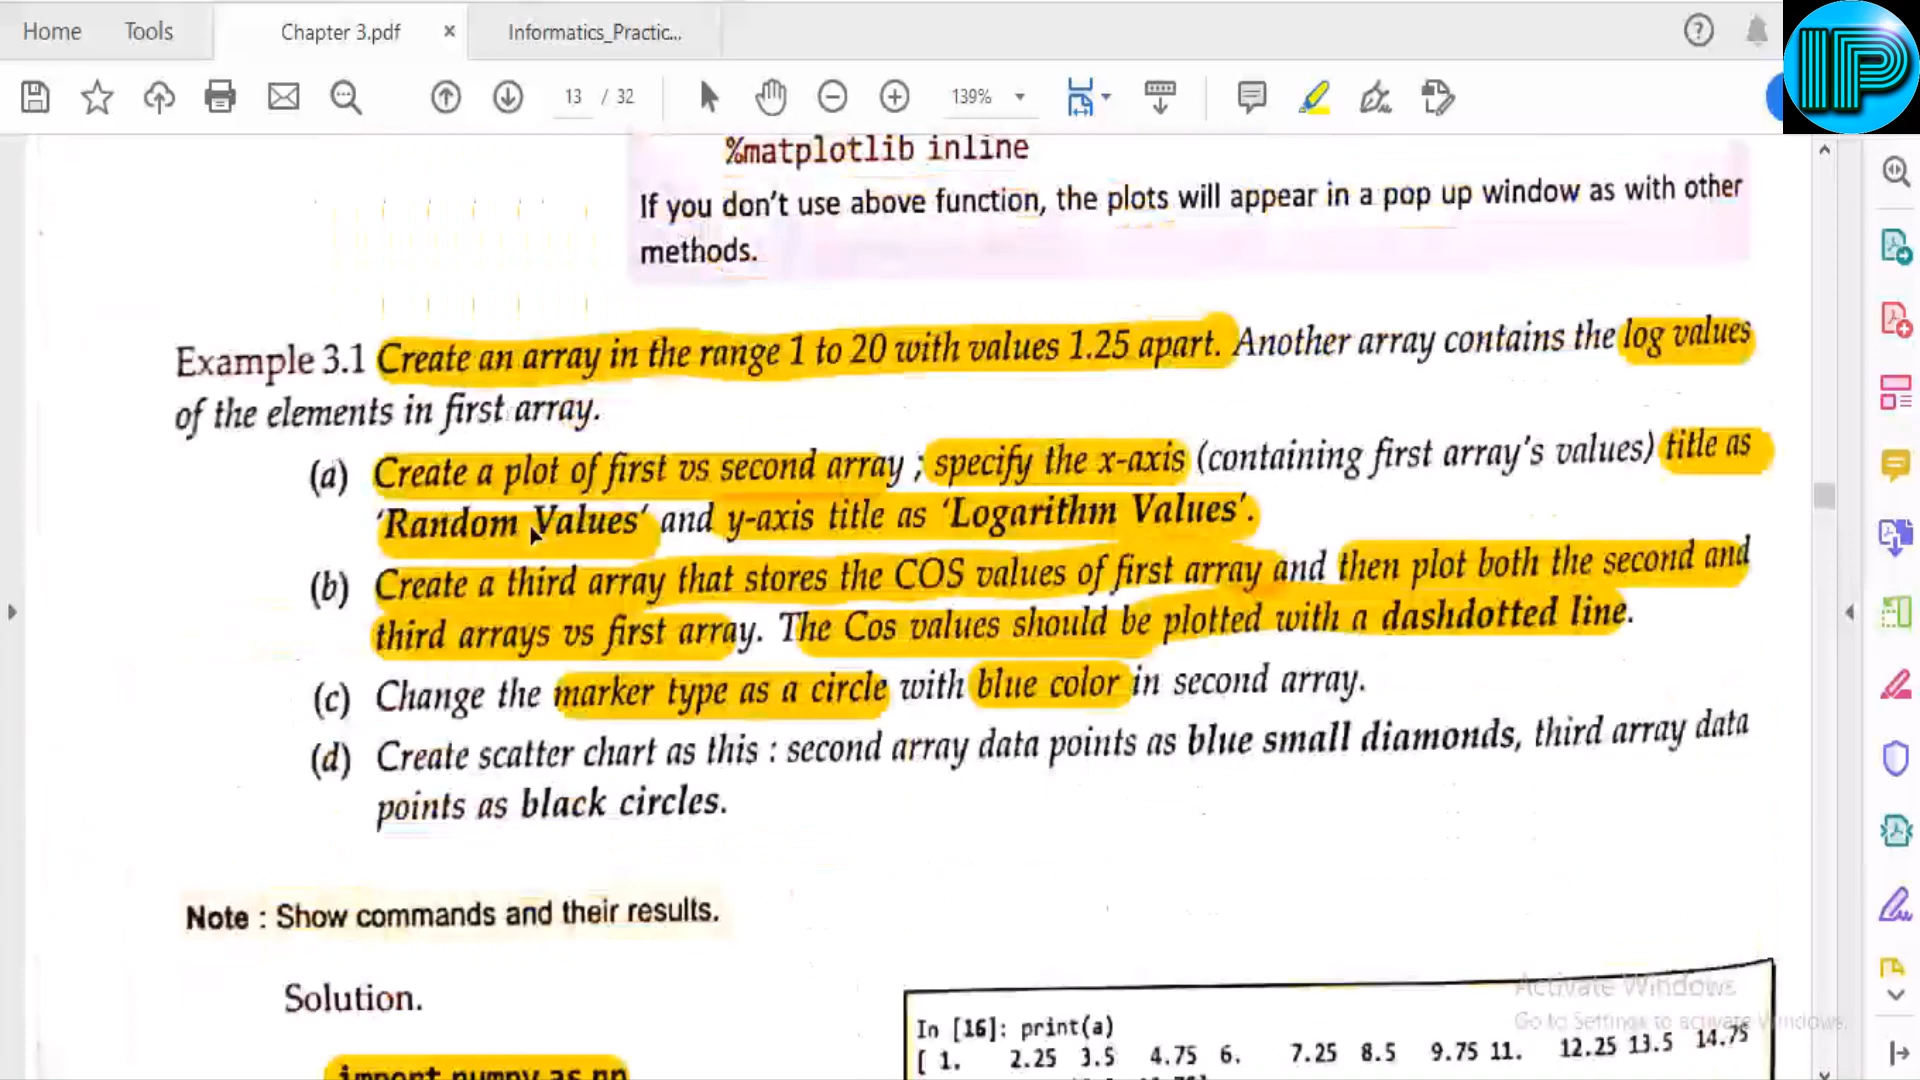 Home Tools Chapter 3.pdf × Informatics_Practic...
13 / 32 139%
%matplotlib inline
If you don't use above function, the plots will appear in a pop up window as with other
methods.
Example 3.1 Create an array in the range 1 to 20 with values 1.25 apart. Another array contains the log values
of the elements in first array.
(a) Create a plot of first vs second array ; specify the x-axis (containing first array's values) title as
'Random Values' and y-axis title as 'Logarithm Values'.
(b) Create a third array that stores the COS values of first array and then plot both the second and
third arrays vs first array. The Cos values should be plotted with a dashdotted line.
(c) Change the marker type as a circle with blue color in second array.
(d) Create scatter chart as this : second array data points as blue small diamonds, third array data
points as black circles.
Note : Show commands and their results.
Solution.
import numpy as np
In [16]: print(a)
[ 1. 2.25 3.5 4.75 6. 7.25 8.5 9.75 11. 12.25 13.5 14.75
Activate Windows
Go to Settings to activate Windows.
IP